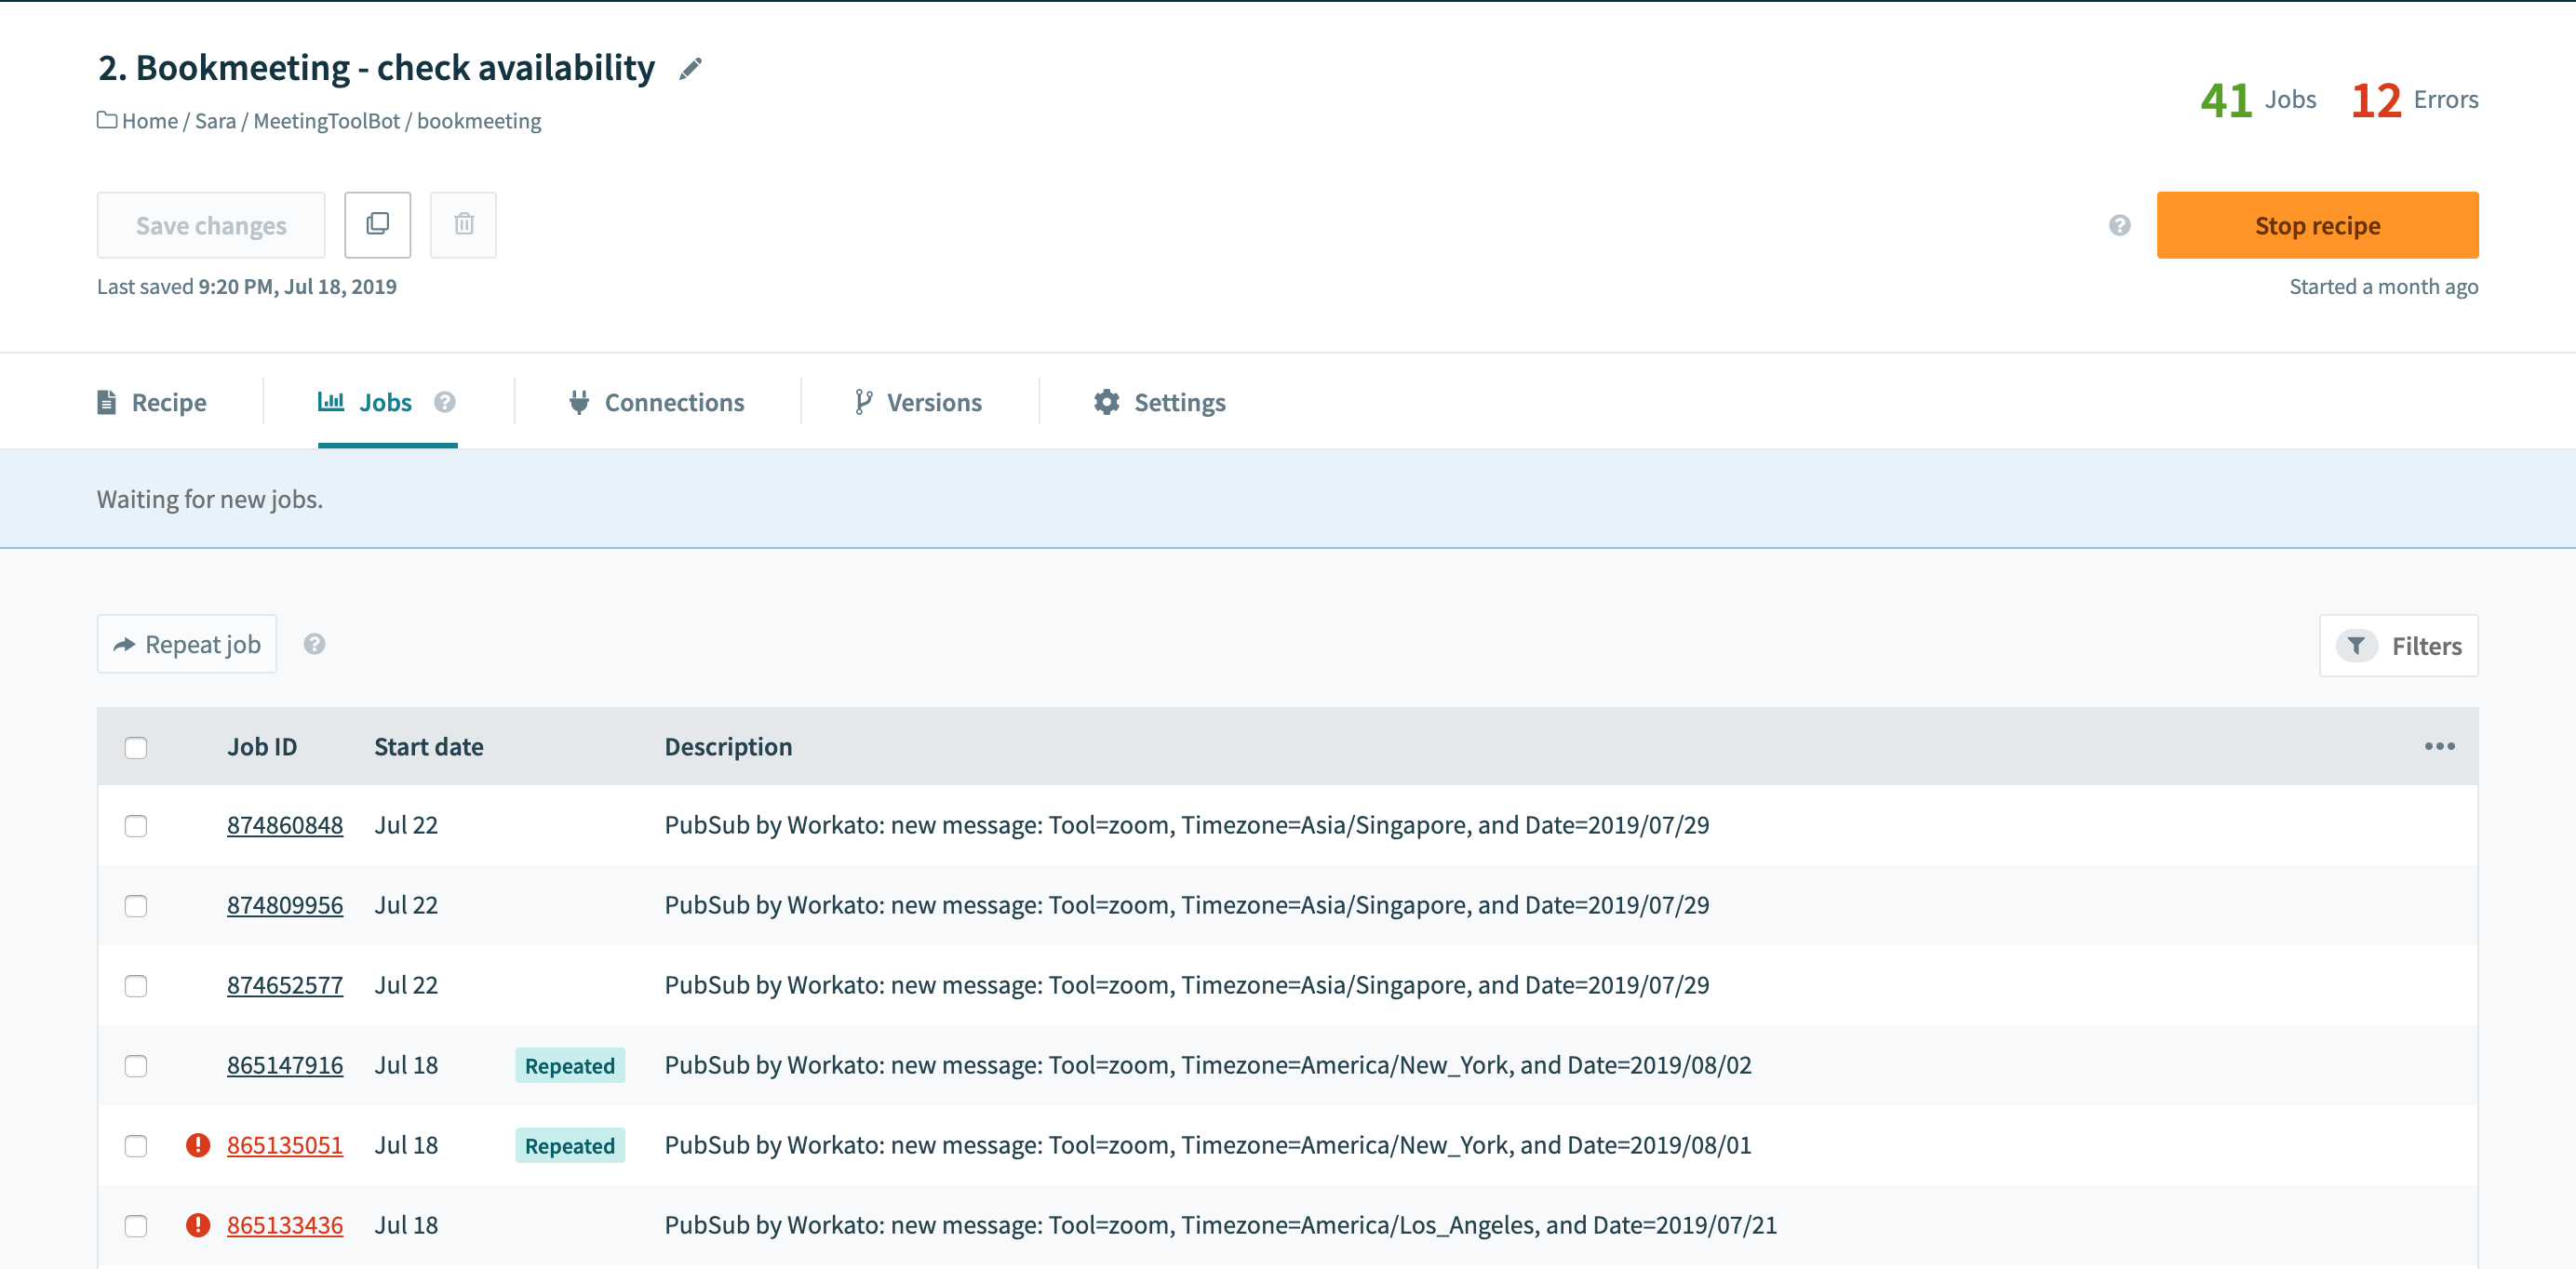 2. Bookmeeting - check availability
Home / Sara / MeetingToolBot / bookmeeting
41 Jobs 12 Errors
Save changes
Stop recipe
Last saved 9:20 PM, Jul 18, 2019
Started a month ago
Recipe Jobs Connections Versions Settings
Waiting for new jobs.
Repeat job
Filters
Job ID Start date Description
874860848 Jul 22 PubSub by Workato: new message: Tool=zoom, Timezone=Asia/Singapore, and Date=2019/07/29
874809956 Jul 22 PubSub by Workato: new message: Tool=zoom, Timezone=Asia/Singapore, and Date=2019/07/29
874652577 Jul 22 PubSub by Workato: new message: Tool=zoom, Timezone=Asia/Singapore, and Date=2019/07/29
865147916 Jul 18 Repeated PubSub by Workato: new message: Tool=zoom, Timezone=America/New_York, and Date=2019/08/02
865135051 Jul 18 Repeated PubSub by Workato: new message: Tool=zoom, Timezone=America/New_York, and Date=2019/08/01
865133436 Jul 18 PubSub by Workato: new message: Tool=zoom, Timezone=America/Los_Angeles, and Date=2019/07/21